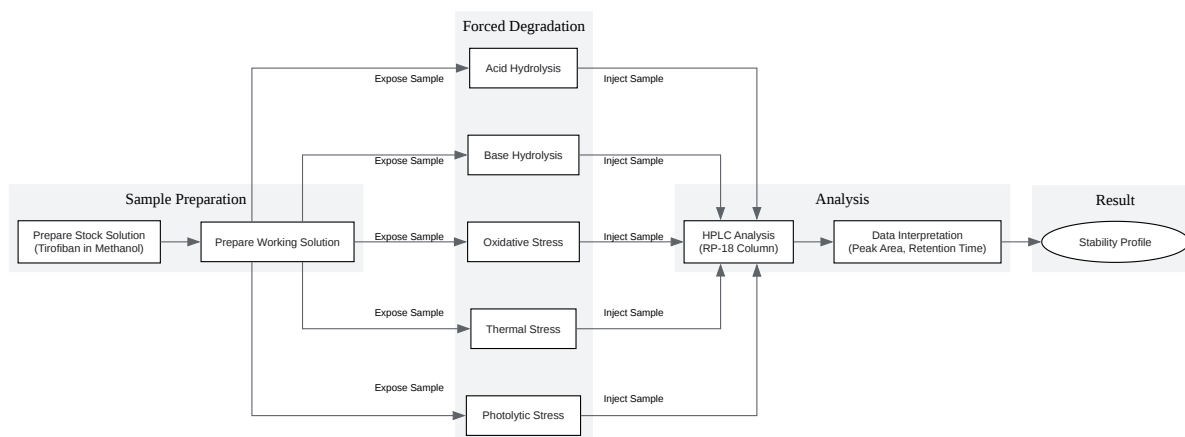 Forced Degradation
Acid Hydrolysis
Expose Sample
Inject Sample
Base Hydrolysis
Expose Sample
Inject Sample
Sample Preparation
Analysis
Result
Prepare Stock Solution
(Tirofiban in Methanol)
Prepare Working Solution
Expose Sample
Oxidative Stress
Inject Sample
HPLC Analysis
(RP-18 Column)
Data Interpretation
(Peak Area, Retention Time)
Stability Profile
Expose Sample
Inject Sample
Thermal Stress
Expose Sample
Inject Sample
Photolytic Stress